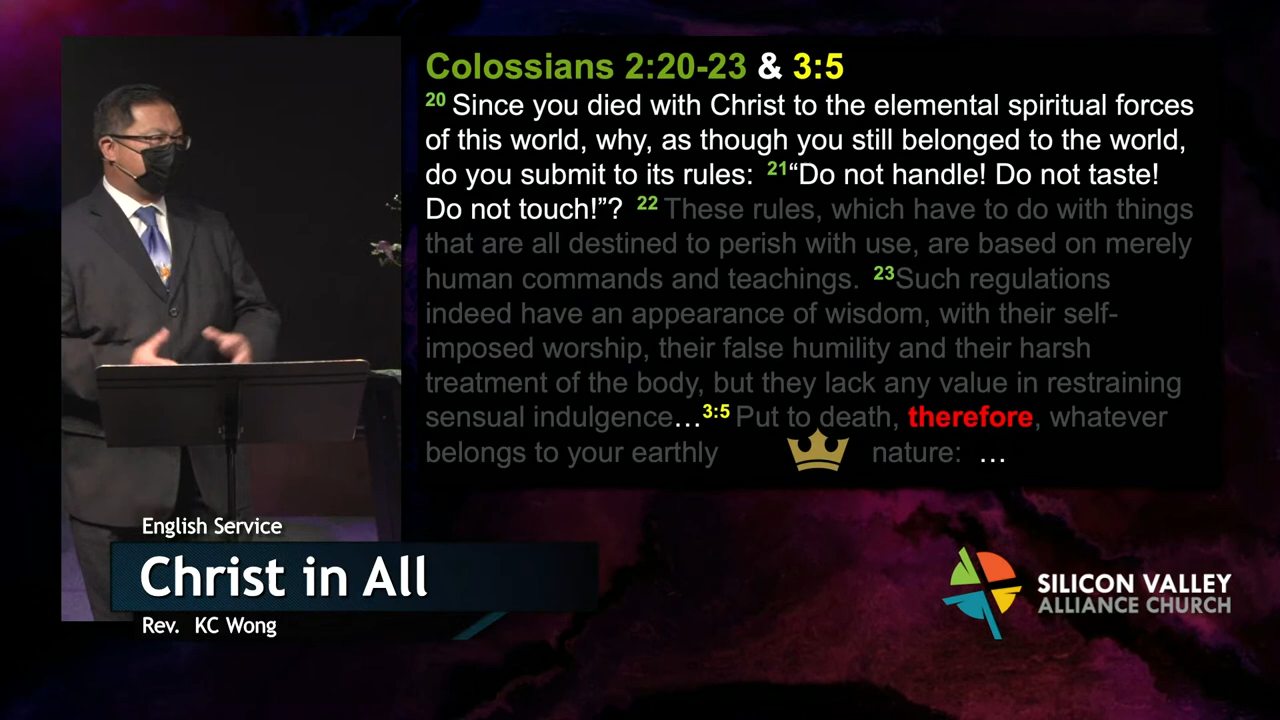 Colossians 2:20-23 & 3:5
20 Since you died with Christ to the elemental spiritual forces
of this world, why, as though you still belonged to the world,
do you submit to its rules: 21“Do not handle! Do not taste!
Do not touch!”? 22 These rules, which have to do with things
that are all destined to perish with use, are based on merely
human commands and teachings. 23Such regulations
indeed have an appearance of wisdom, with their self-
imposed worship, their false humility and their harsh
treatment of the body, but they lack any value in restraining
sensual indulgence…3:5 Put to death, therefore, whatever
belongs to your earthly nature: …
English Service
Christ in All
Rev. KC Wong
SILICON VALLEY
ALLIANCE CHURCH